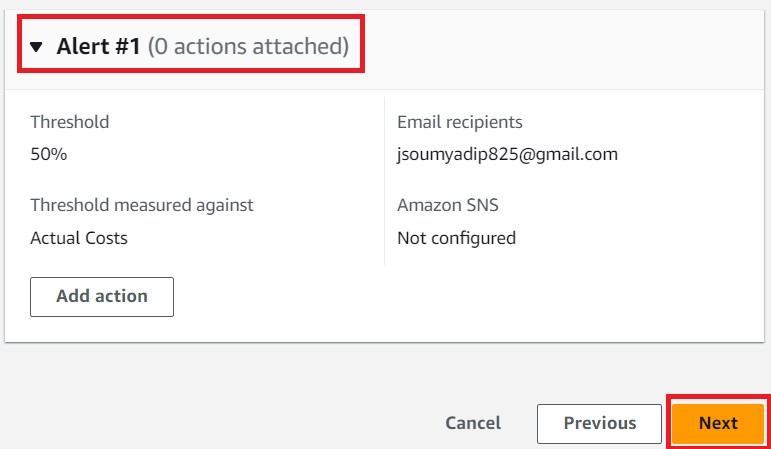 Alert #1 (0 actions attached)
Threshold
50%
Email recipients
jsoumyadip825@gmail.com
Threshold measured against
Actual Costs
Amazon SNS
Not configured
Add action
Cancel
Previous
Next